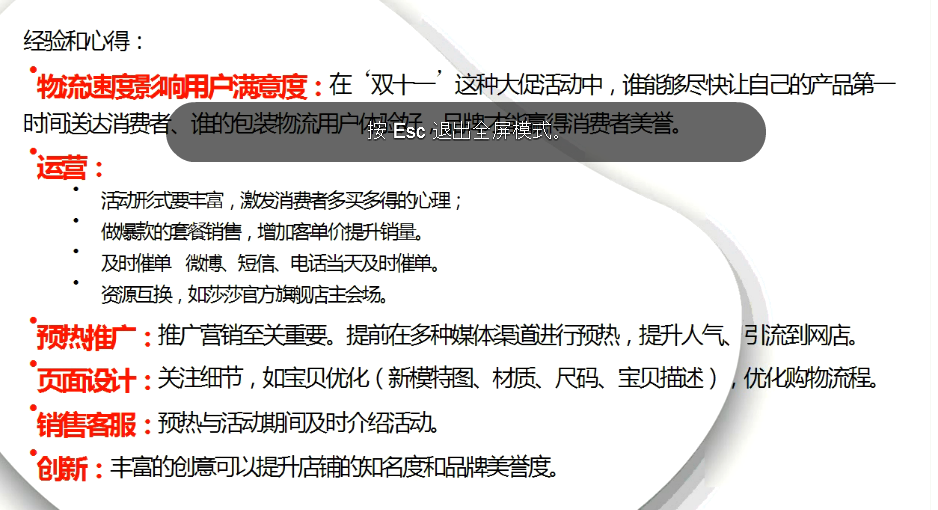 经验和心得：
物流速度影响用户满意度：在‘双十一’这种大促活动中，谁能够尽快让自己的产品第一
时间送达消费者、谁的包装物流用户体验好，品牌才能赢得消费者美誉。
按 Esc 退出全屏模式。
运营：
活动形式要丰富，激发消费者多买多得的心理；
做爆款的套餐销售，增加客单价提升销量。
及时催单 微博、短信、电话当天及时催单。
资源互换，如莎莎官方旗舰店主会场。
预热推广：推广营销至关重要。提前在多种媒体渠道进行预热，提升人气、引流到网店。
页面设计：关注细节，如宝贝优化（新模特图、材质、尺码、宝贝描述），优化购物流程。
销售客服：预热与活动期间及时介绍活动。
创新：丰富的创意可以提升店铺的知名度和品牌美誉度。